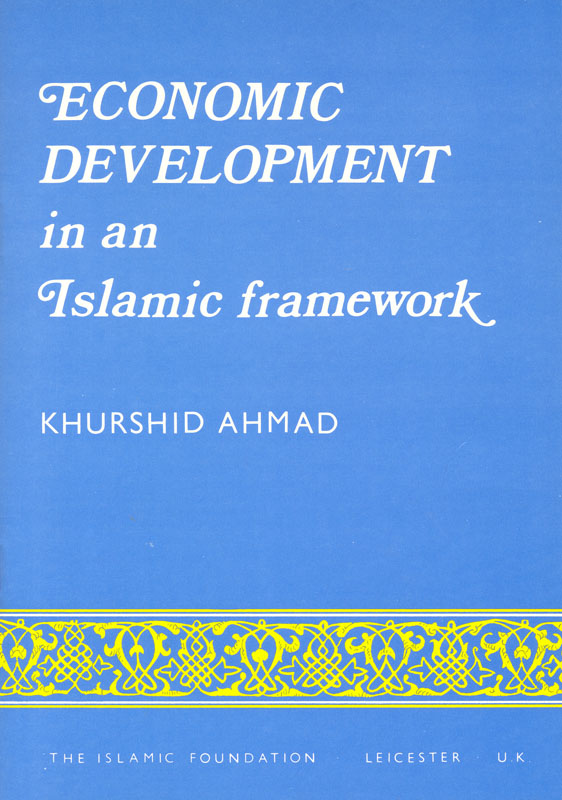 ECONOMIC
DEVELOPMENT
in an
Islamic framework
KHURSHID AHMAD
THE ISLAMIC FOUNDATION · LEICESTER · U.K.